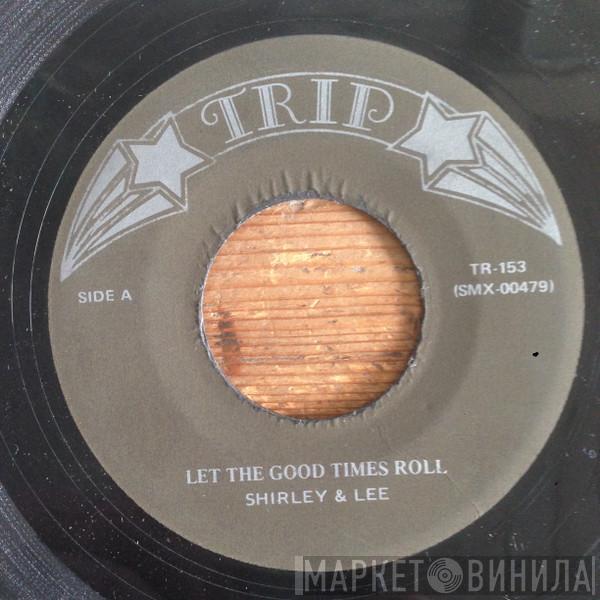 TRIP
SIDE A
TR-153
(SMX-00479)
LET THE GOOD TIMES ROLL
SHIRLEY & LEE
МАРКЕТ ВИНИЛА